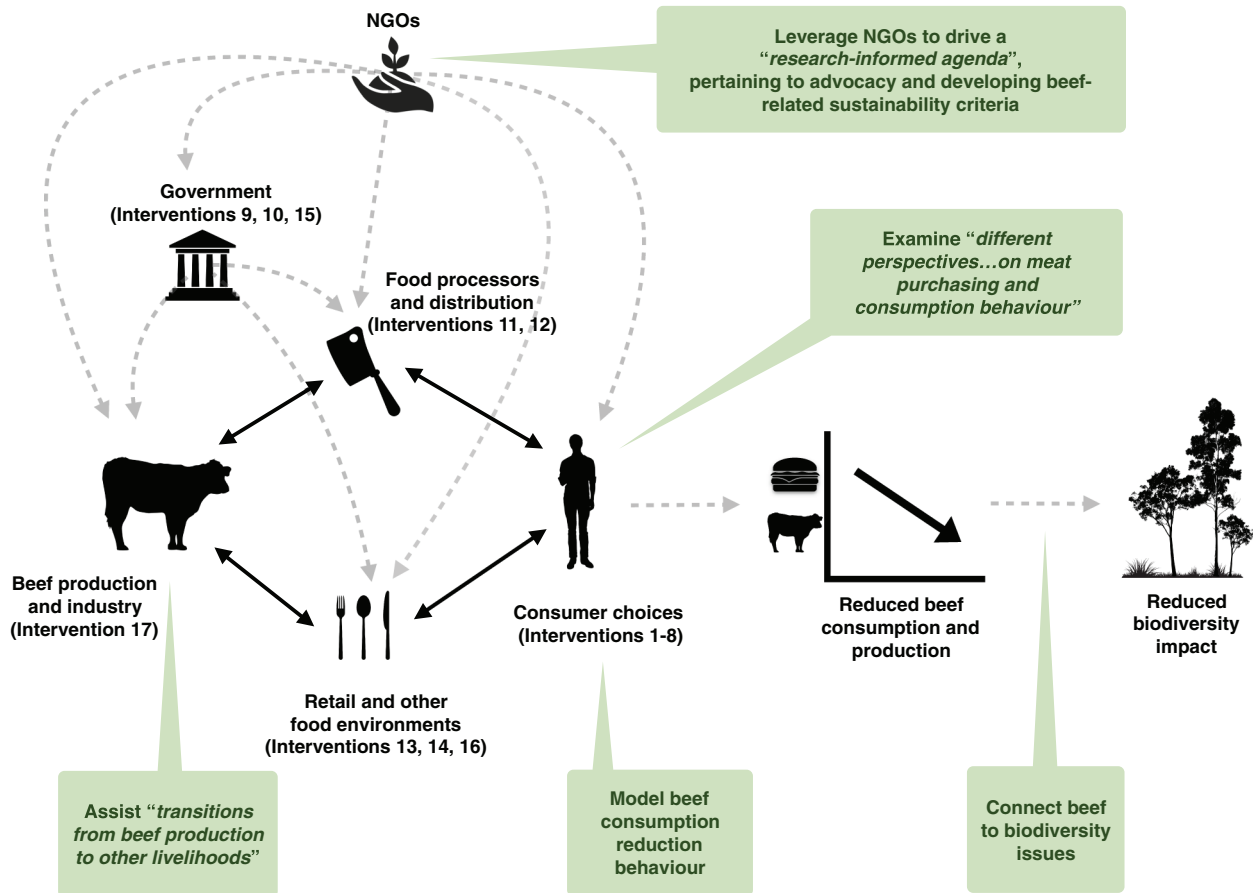 NGOs
Leverage NGOs to drive a
“research-informed agenda”,
pertaining to advocacy and developing beef-
related sustainability criteria
Government
(Interventions 9, 10, 15)
Examine “different
perspectives...on meat
purchasing and
consumption behaviour”
Food processors
and distribution
(Interventions 11, 12)
Beef production
and industry
(Intervention 17)
Consumer choices
(Interventions 1-8)
Reduced beef
consumption and
production
Reduced
biodiversity
impact
Retail and other
food environments
(Interventions 13, 14, 16)
Assist “transitions
from beef production
to other livelihoods”
Model beef
consumption
reduction
behaviour
Connect beef
to biodiversity
issues